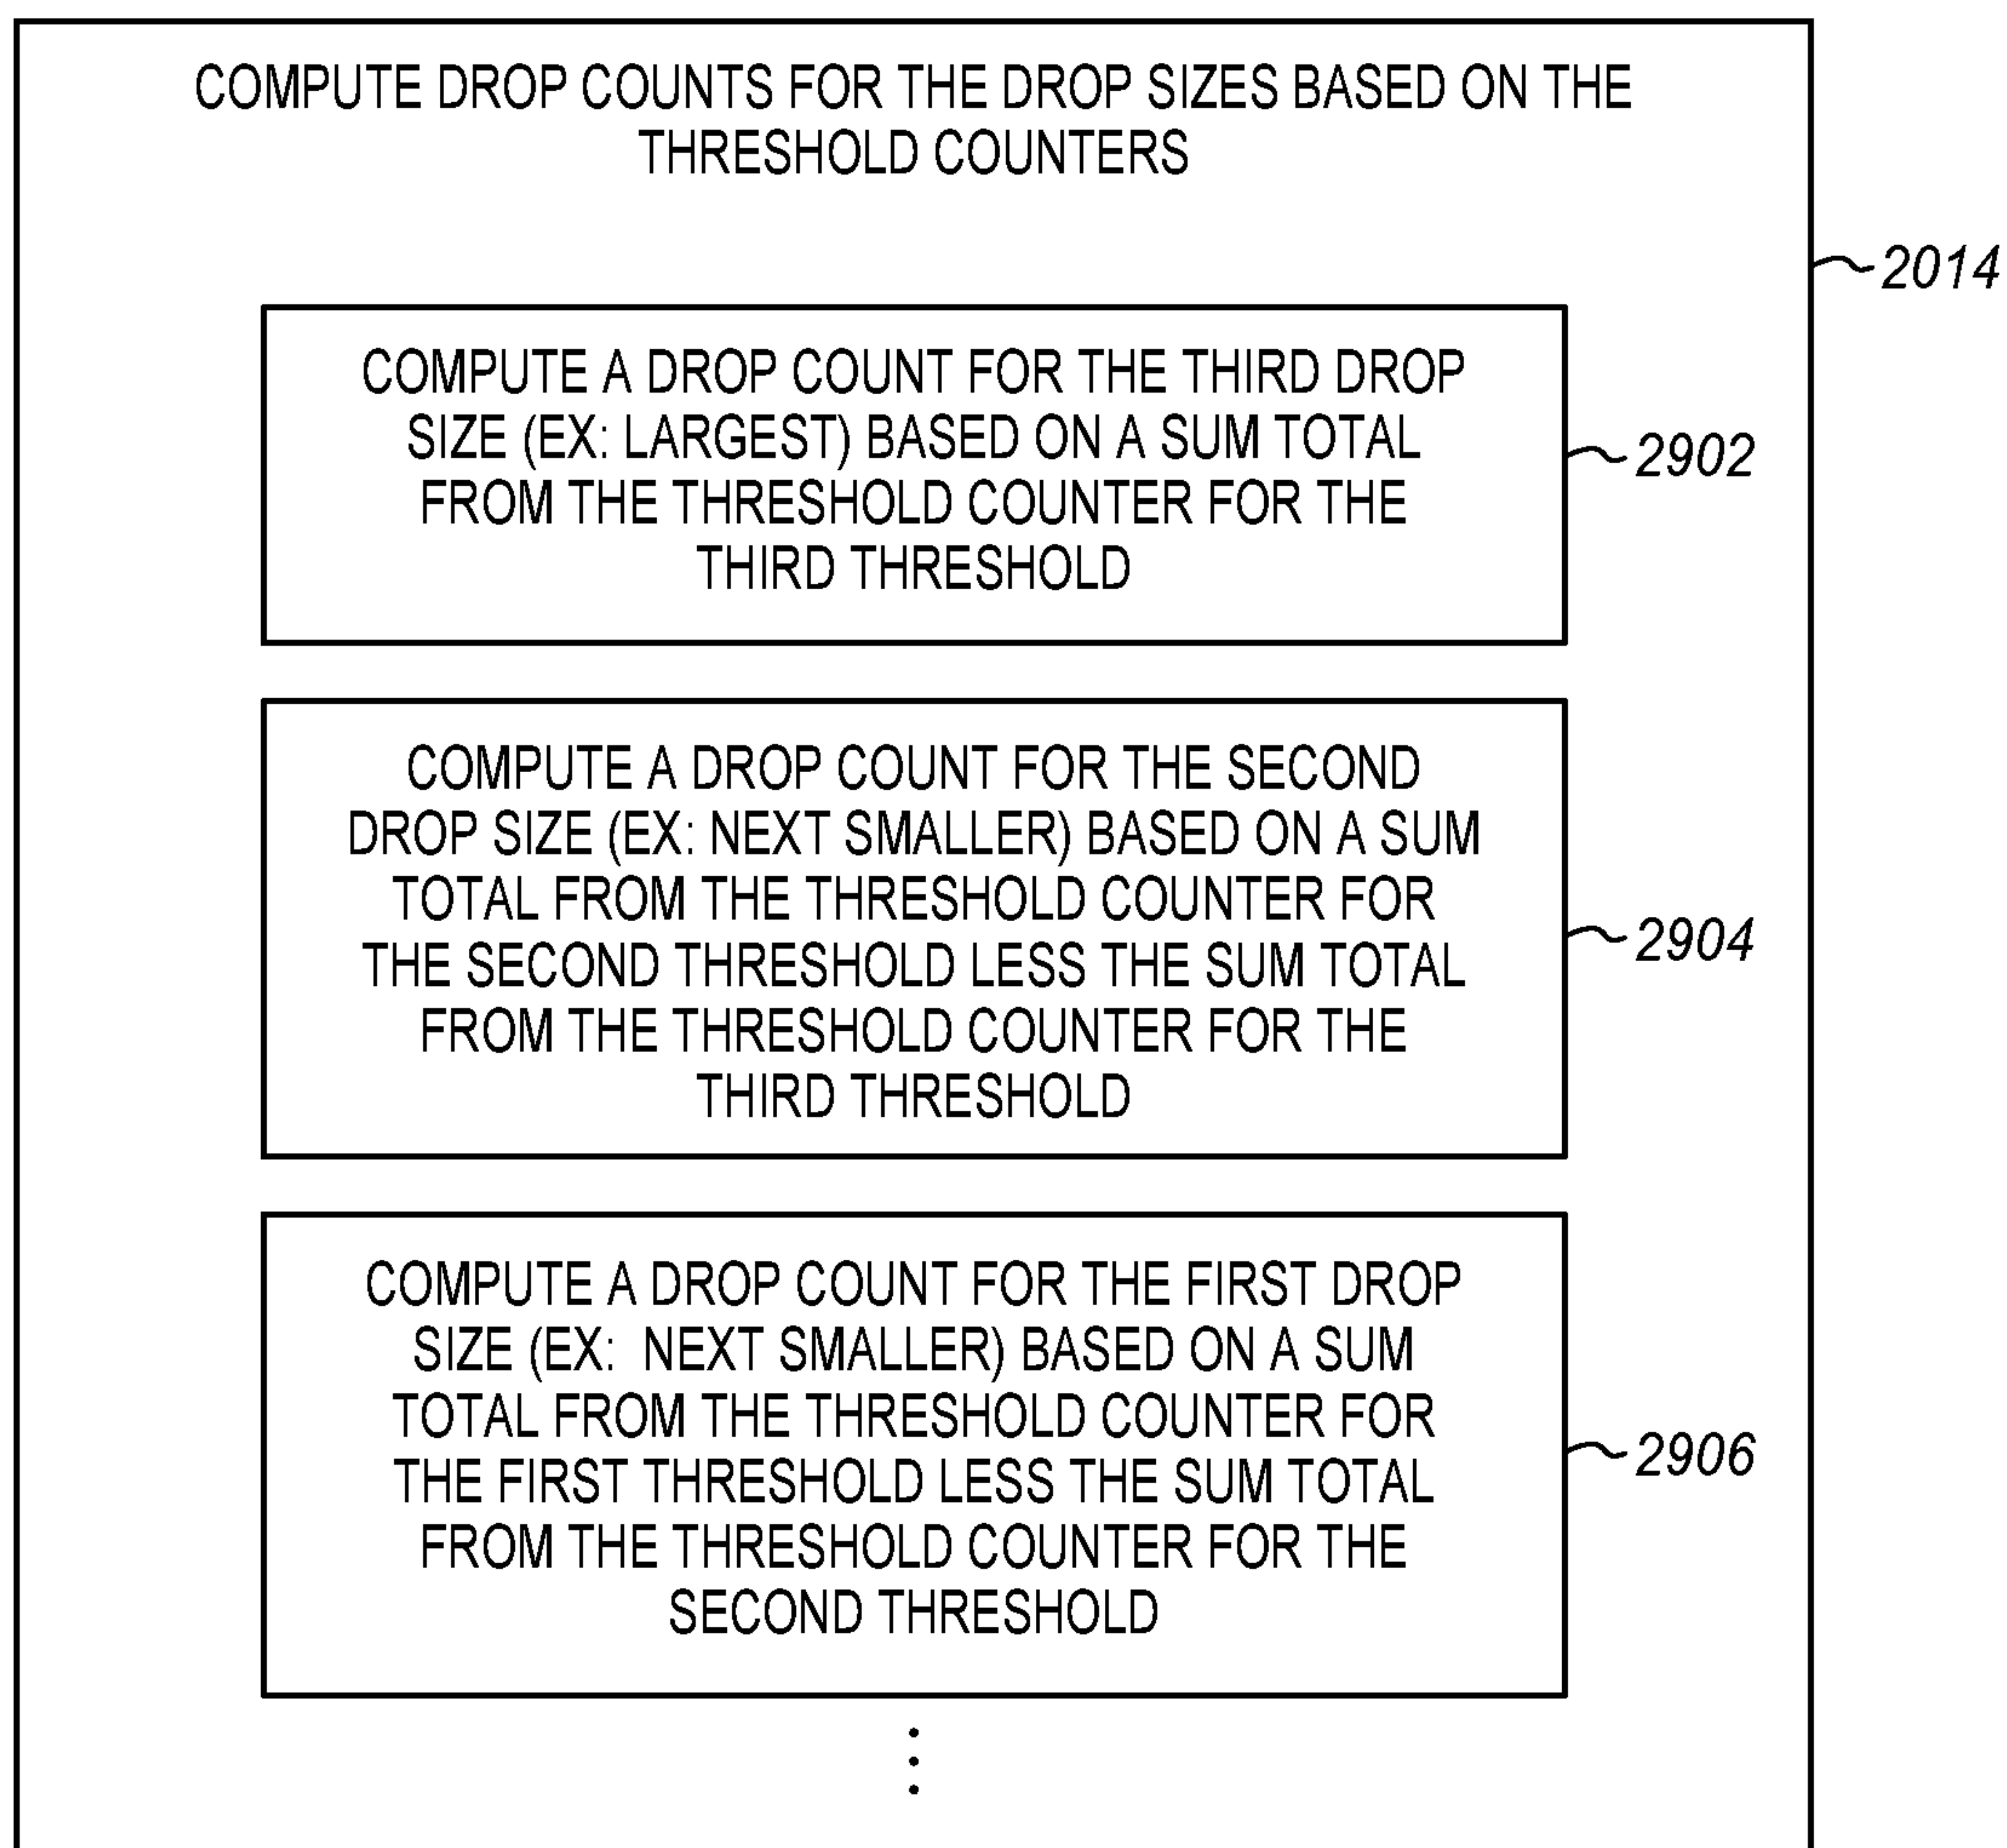 COMPUTE DROP COUNTS FOR THE DROP SIZES BASED ON THE
THRESHOLD COUNTERS
2014
COMPUTE A DROP COUNT FOR THE THIRD DROP
SIZE (EX: LARGEST) BASED ON A SUM TOTAL
FROM THE THRESHOLD COUNTER FOR THE
THIRD THRESHOLD
2902
COMPUTE A DROP COUNT FOR THE SECOND
DROP SIZE (EX: NEXT SMALLER) BASED ON A SUM
TOTAL FROM THE THRESHOLD COUNTER FOR
THE SECOND THRESHOLD LESS THE SUM TOTAL
FROM THE THRESHOLD COUNTER FOR THE
THIRD THRESHOLD
2904
COMPUTE A DROP COUNT FOR THE FIRST DROP
SIZE (EX: NEXT SMALLER) BASED ON A SUM
TOTAL FROM THE THRESHOLD COUNTER FOR
THE FIRST THRESHOLD LESS THE SUM TOTAL
FROM THE THRESHOLD COUNTER FOR THE
SECOND THRESHOLD
2906